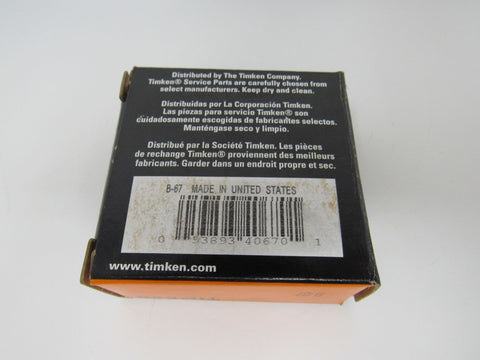 Distributed by The Timken Company.
Timken® Service Parts are carefully chosen from
select manufacturers. Keep dry and clean.
Distribuidas por La Corporación Timken.
Las piezas para servicio Timken® son
cuidadosamente escogidas de fabricantes selectos.
Manténgase seco y limpio.
Distribué par la Société Timken. Les pièces
de rechange Timken® proviennent des meilleurs
fabricants. Garder dans un endroit propre et sec.
B-67 MADE IN UNITED STATES
0 53893 40670 1
www.timken.com